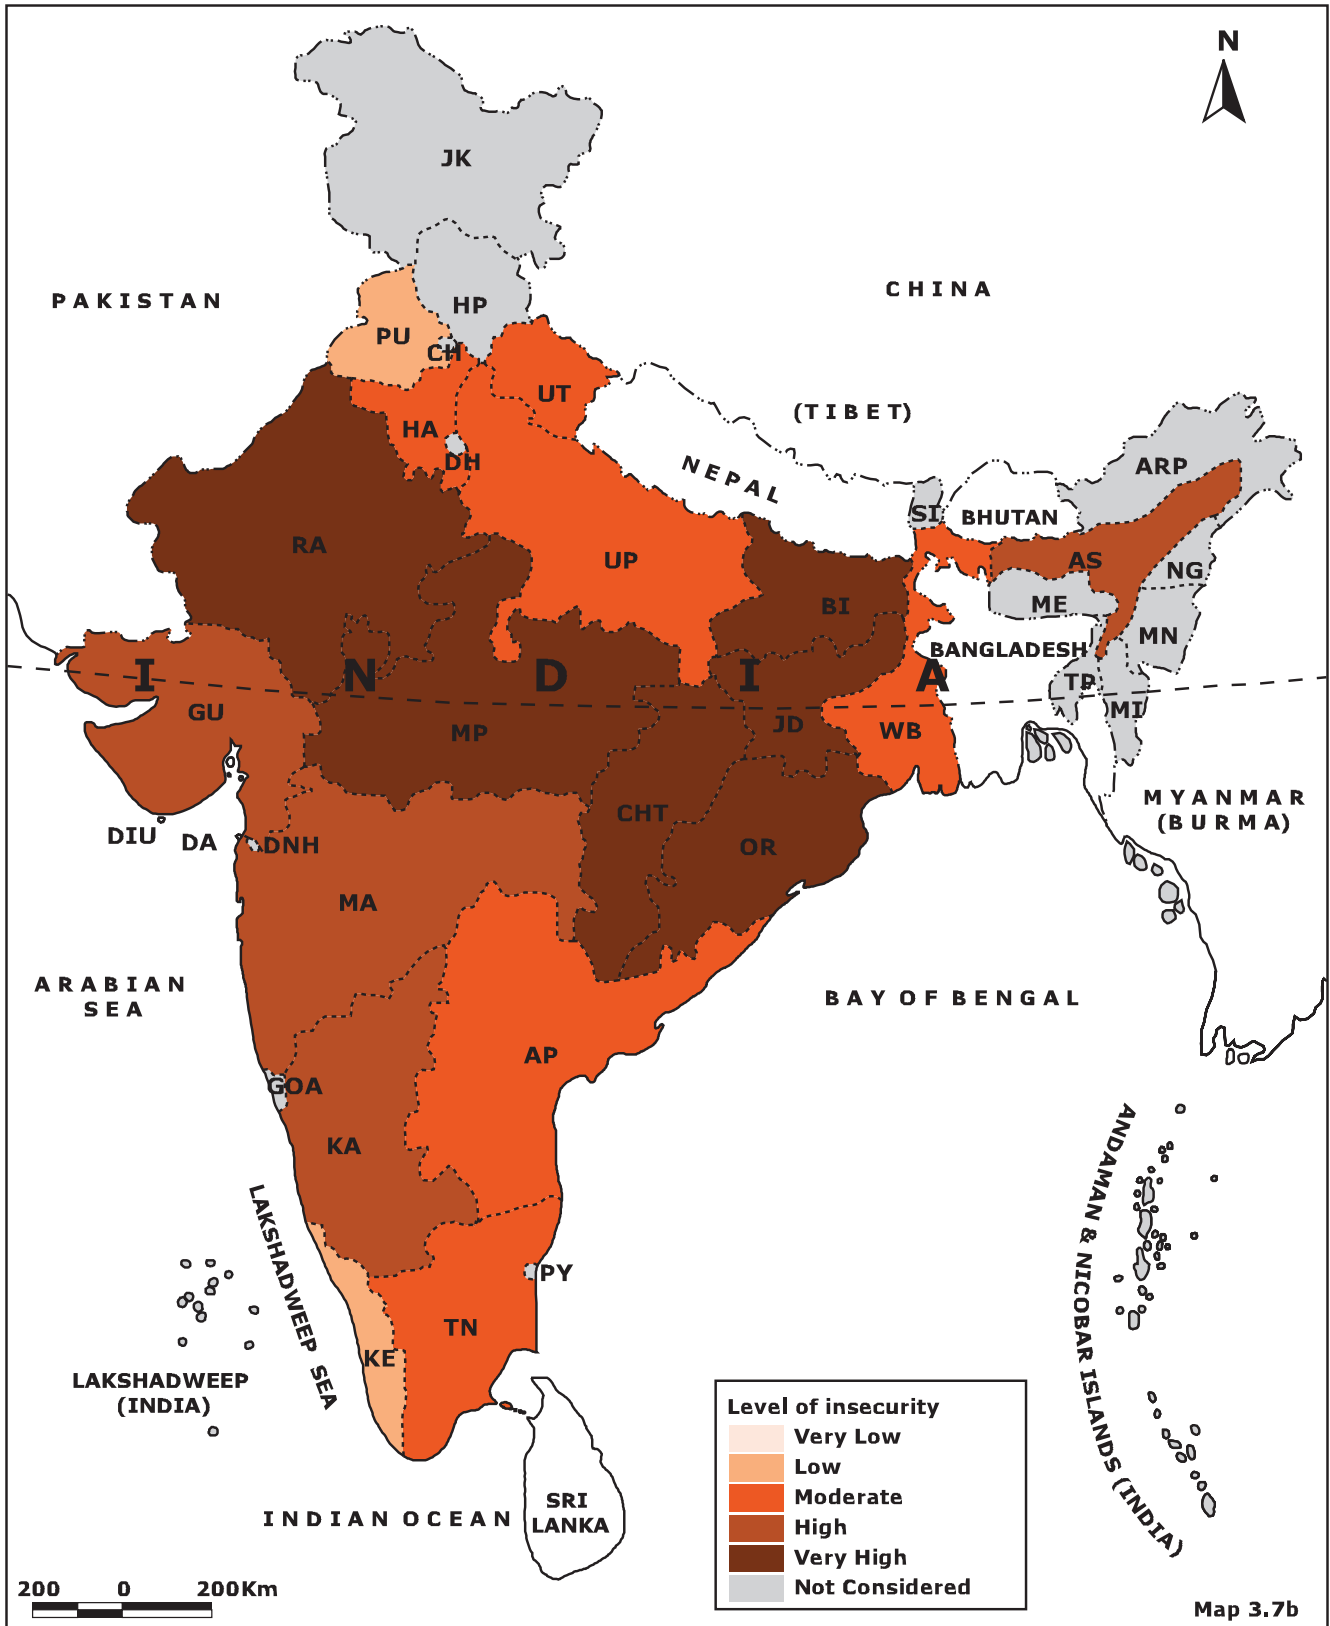 N
JK
PAKISTAN
HP
CHINA
PU
CH
UT
(TIBET)
HA
DH
NEPAL
ARP
SI
BHUTAN
RA
UP
AS
NG
BI
ME
MN
BANGLADESH
I N D I A
TP
GU
MP
JD
WB
MI
DIU
DA
DNH
CHT
OR
MYANMAR
(BURMA)
MA
ARABIAN
SEA
BAY OF BENGAL
AP
GOA
KA
ANDAMAN & NICOBAR ISLANDS (INDIA)
LAKSHADWEEP SEA
PY
TN
KE
LAKSHADWEEP
(INDIA)
INDIAN OCEAN
SRI
LANKA
Level of insecurity
Very Low
Low
Moderate
High
Very High
Not Considered
200 0 200Km
Map 3.7b